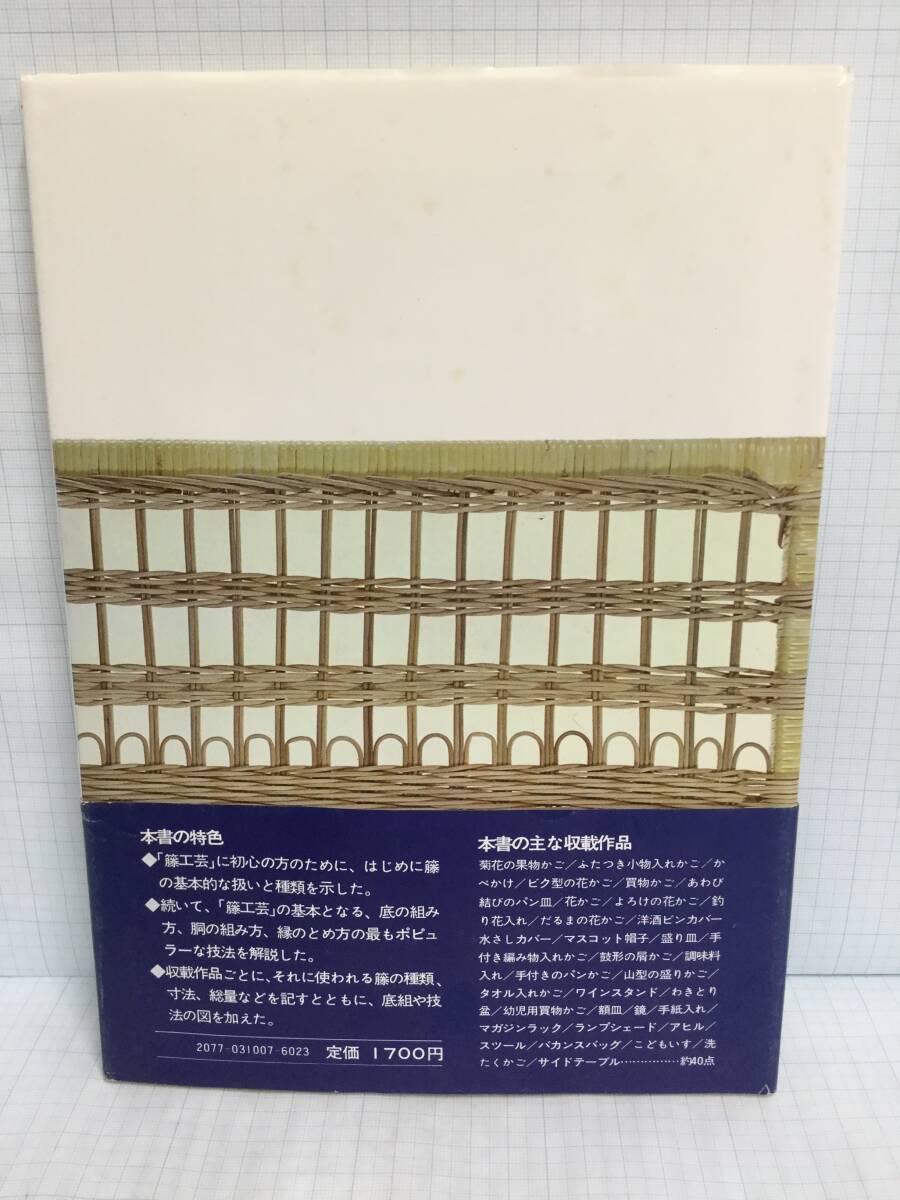 本書の特色
◆「籐工芸」に初心の方のために、はじめに籐
の基本的な扱いと種類を示した。
◆続いて、「籐工芸」の基本となる、底の組み
方、胴の組み方、縁のとめ方の最もポピュ
ラーな技法を解説した。
◆収載作品ごとに、それに使われる籐の種類、
寸法、総量などを記すとともに、底組や技
法の図を加えた。
2077-031007-6023 定価 1700円
本書の主な収載作品
菊花の果物かご／ふたつき小物入れかご／か
べかけ／ビク型の花かご／買物かご／あわび
結びのパン皿／花かご／よろけの花かご／釣
り花入れ／だるまの花かご／洋酒ビンカバー
水さしカバー／マスコット帽子／盛り皿／手
付き編み物入れかご／鼓形の屑かご／調味料
入れ／手付きのパンかご／山型の盛りかご／
タオル入れかご／ワインスタンド／わきとり
盆／幼児用買物かご／額皿／鏡／手紙入れ／
マガジンラック／ランプシェード／アヒル／
スツール／バカンスバッグ／こどもいす／洗
たくかご／サイドテーブル……………約40点